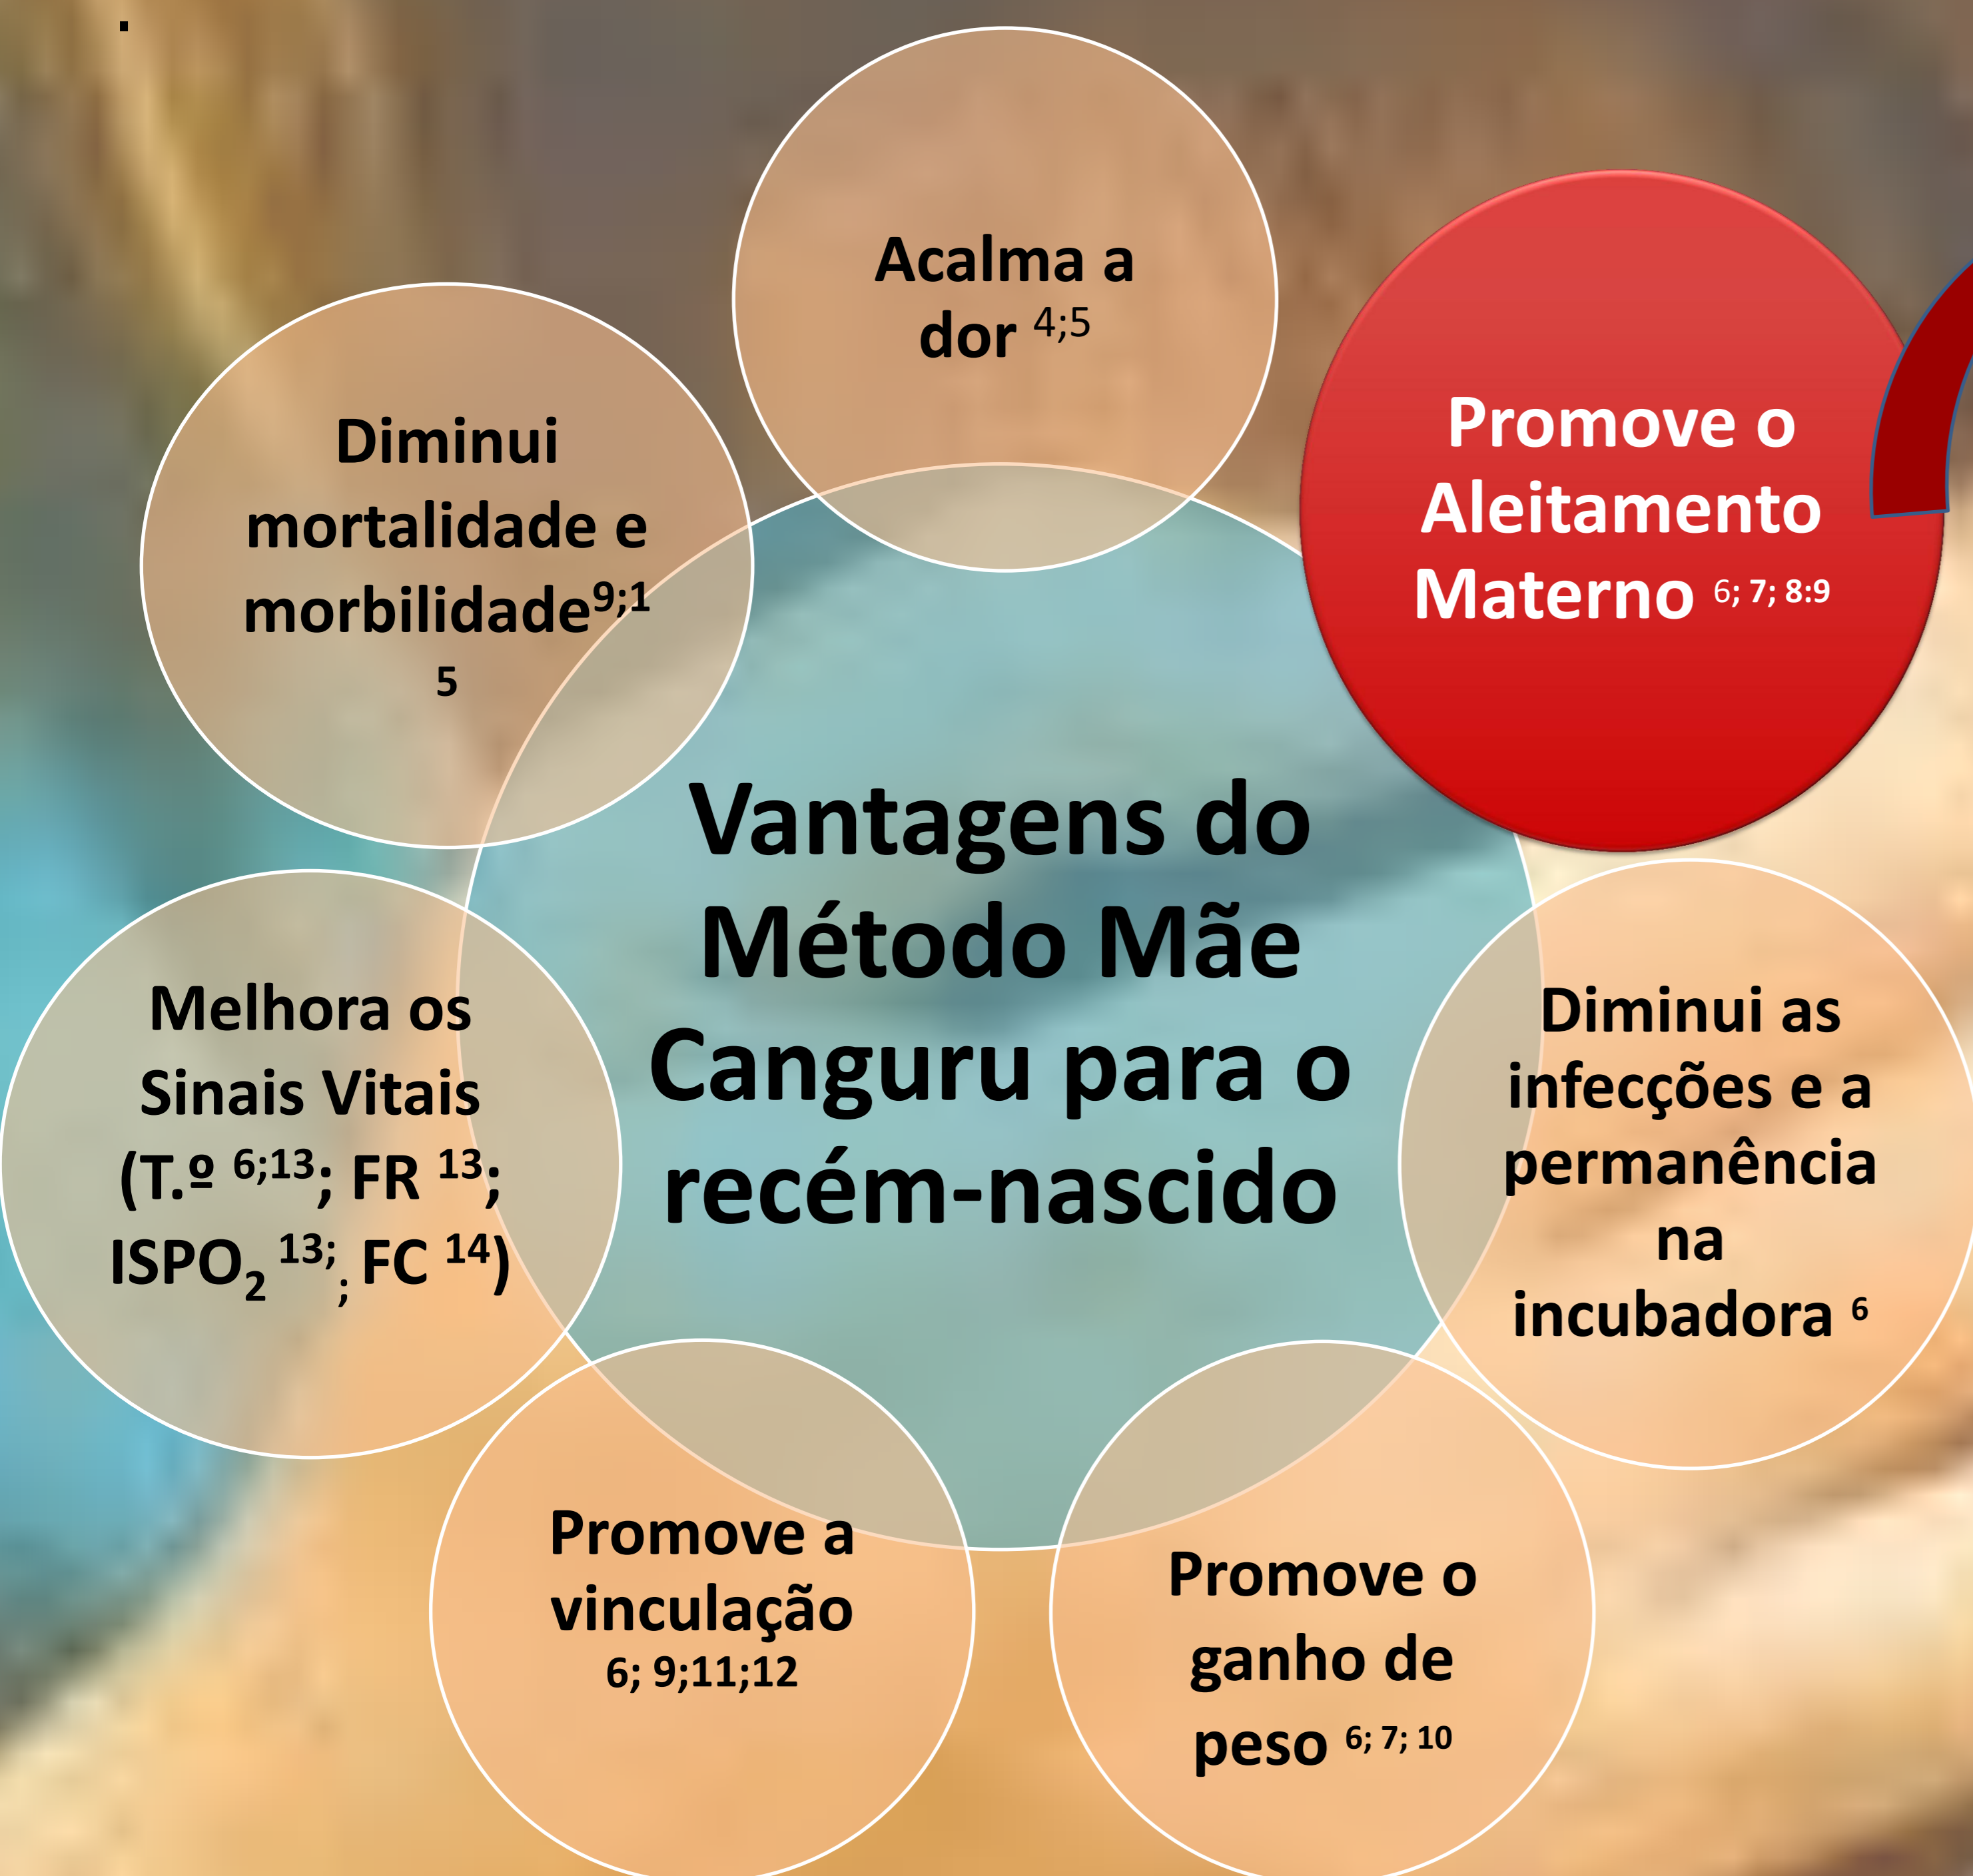 .
Acalma a
dor 4;5
Promove o
Aleitamento
Materno 6; 7; 8:9
Diminui
mortalidade e
morbilidade9;1
5
Vantagens do
Método Mãe
Canguru para o
recém-nascido
Melhora os
Sinais Vitais
(T.º 6;13; FR 13;
ISPO2 13;; FC 14)
Diminui as
infecções e a
permanência
na
incubadora 6
Promove a
vinculação
6; 9;11;12
Promove o
ganho de
peso 6; 7; 10